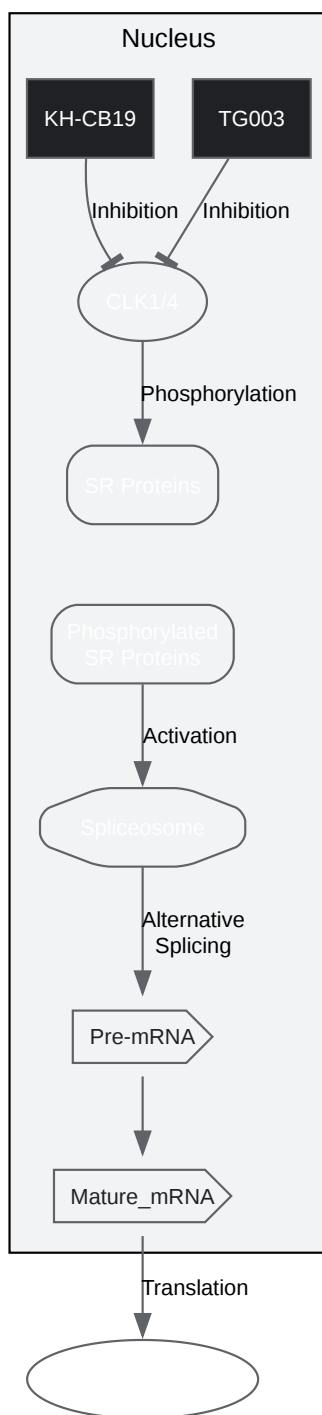 Nucleus
KH-CB19
TG003
Inhibition
Inhibition
CLK1/4
Phosphorylation
SR Proteins
Phosphorylated
SR Proteins
Activation
Spliceosome
Alternative
Splicing
Pre-mRNA
Mature_mRNA
Translation